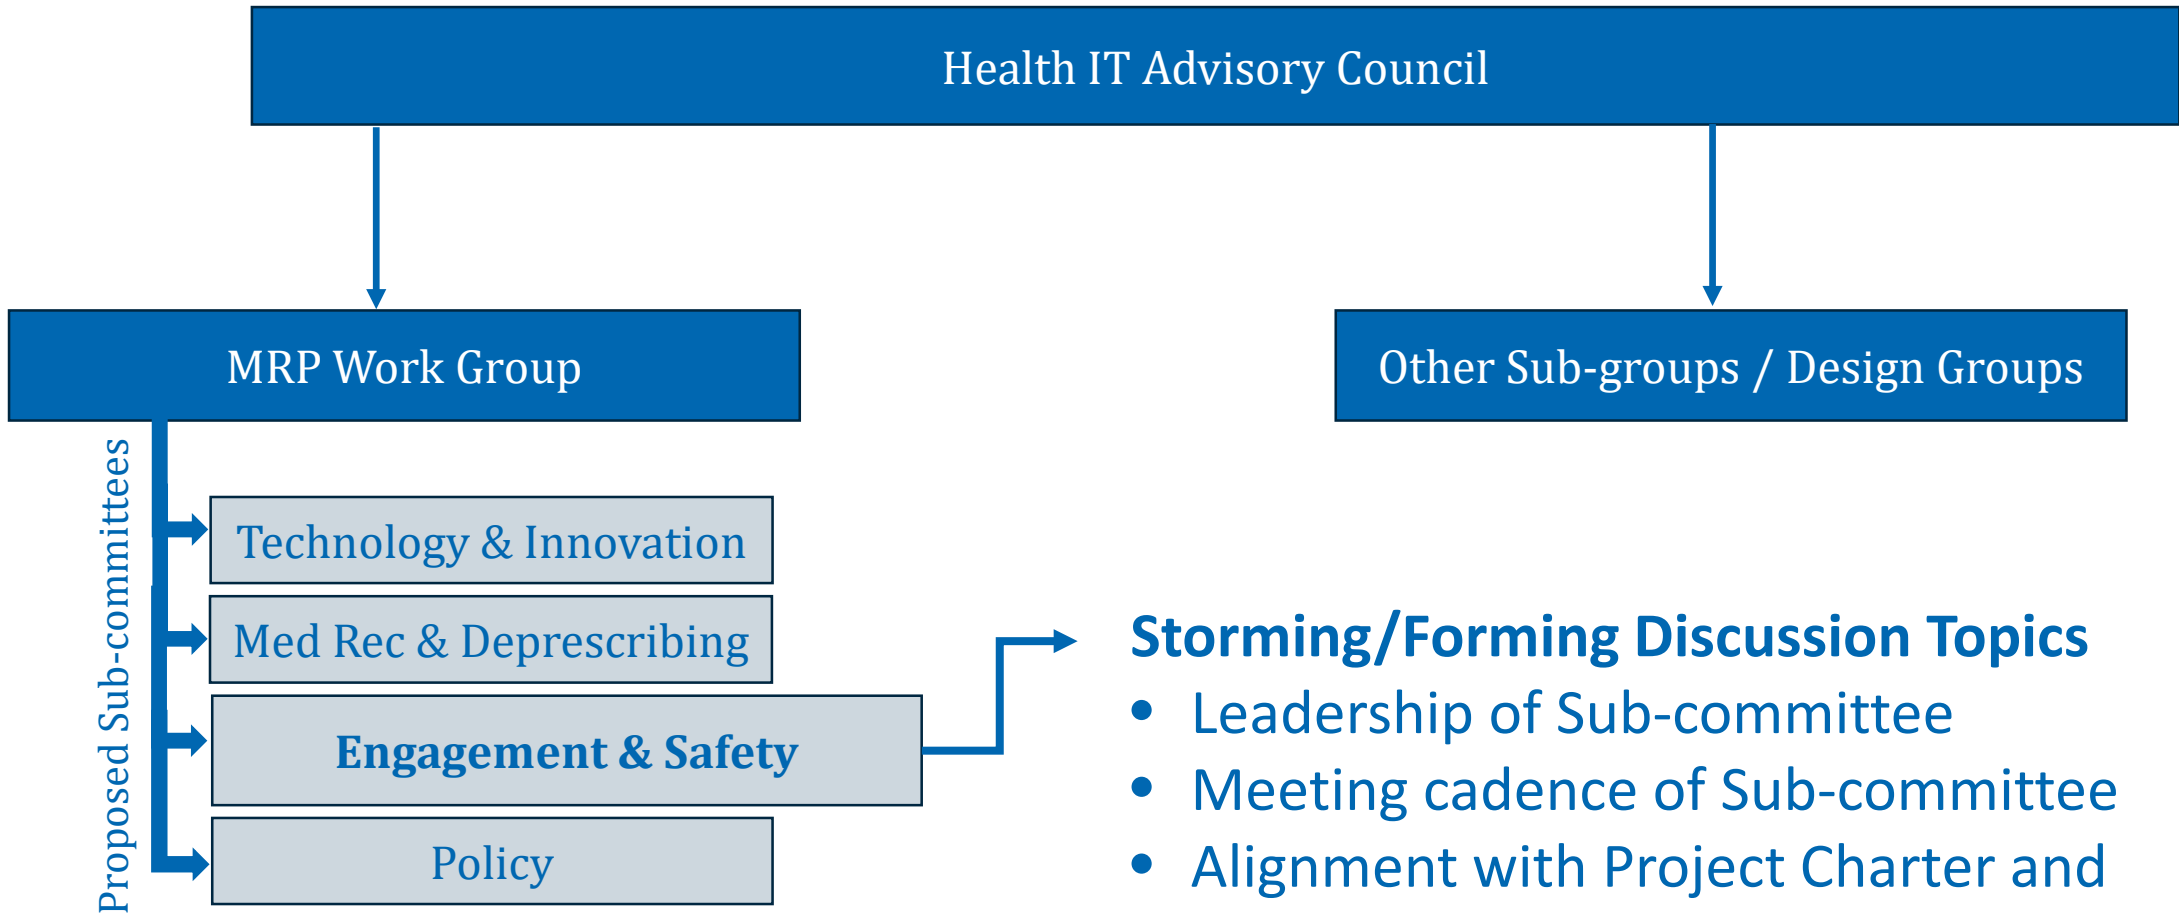 Health IT Advisory Council
MRP Work Group
Other Sub-groups / Design Groups
Proposed Sub-committees
Technology & Innovation
Med Rec & Deprescribing
Engagement & Safety
Policy
Storming/Forming Discussion Topics
• Leadership of Sub-committee
• Meeting cadence of Sub-committee
• Alignment with Project Charter and